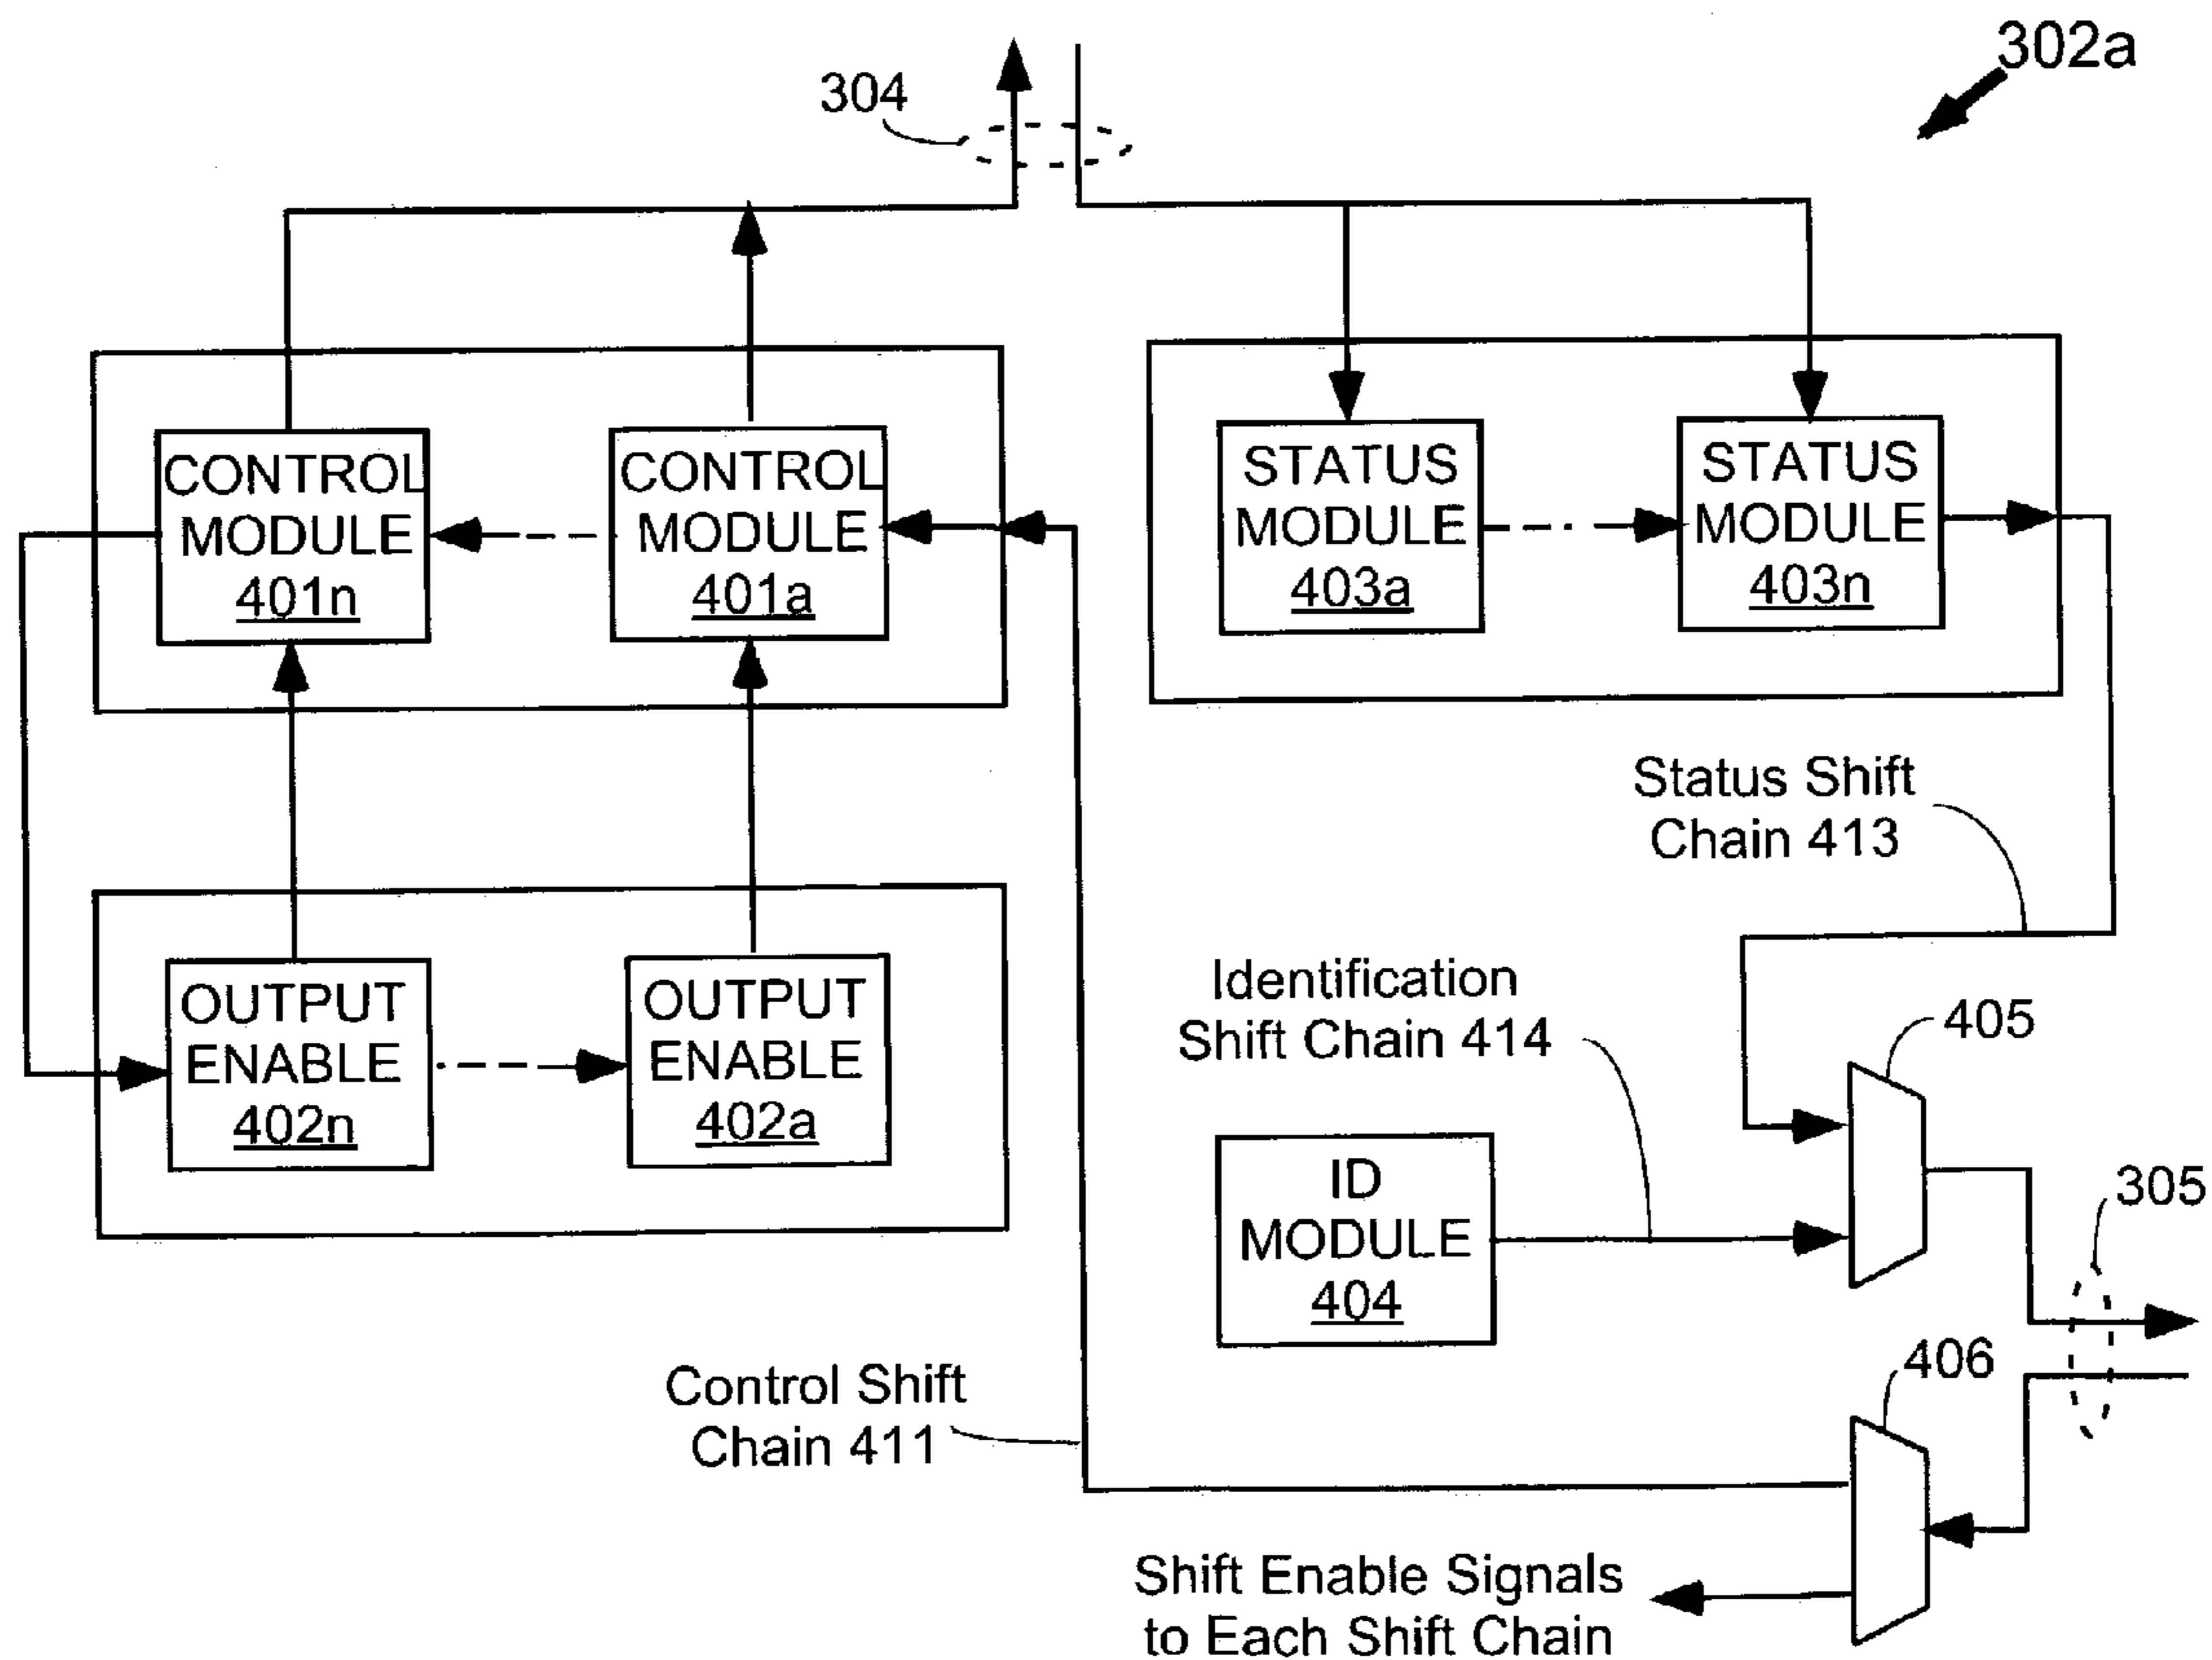 302a
304
CONTROL
MODULE
401n
CONTROL
MODULE
401a
STATUS
MODULE
403a
STATUS
MODULE
403n
Status Shift
Chain 413
OUTPUT
ENABLE
402n
OUTPUT
ENABLE
402a
Identification
Shift Chain 414
405
ID
MODULE
404
305
406
Control Shift
Chain 411
Shift Enable Signals
to Each Shift Chain